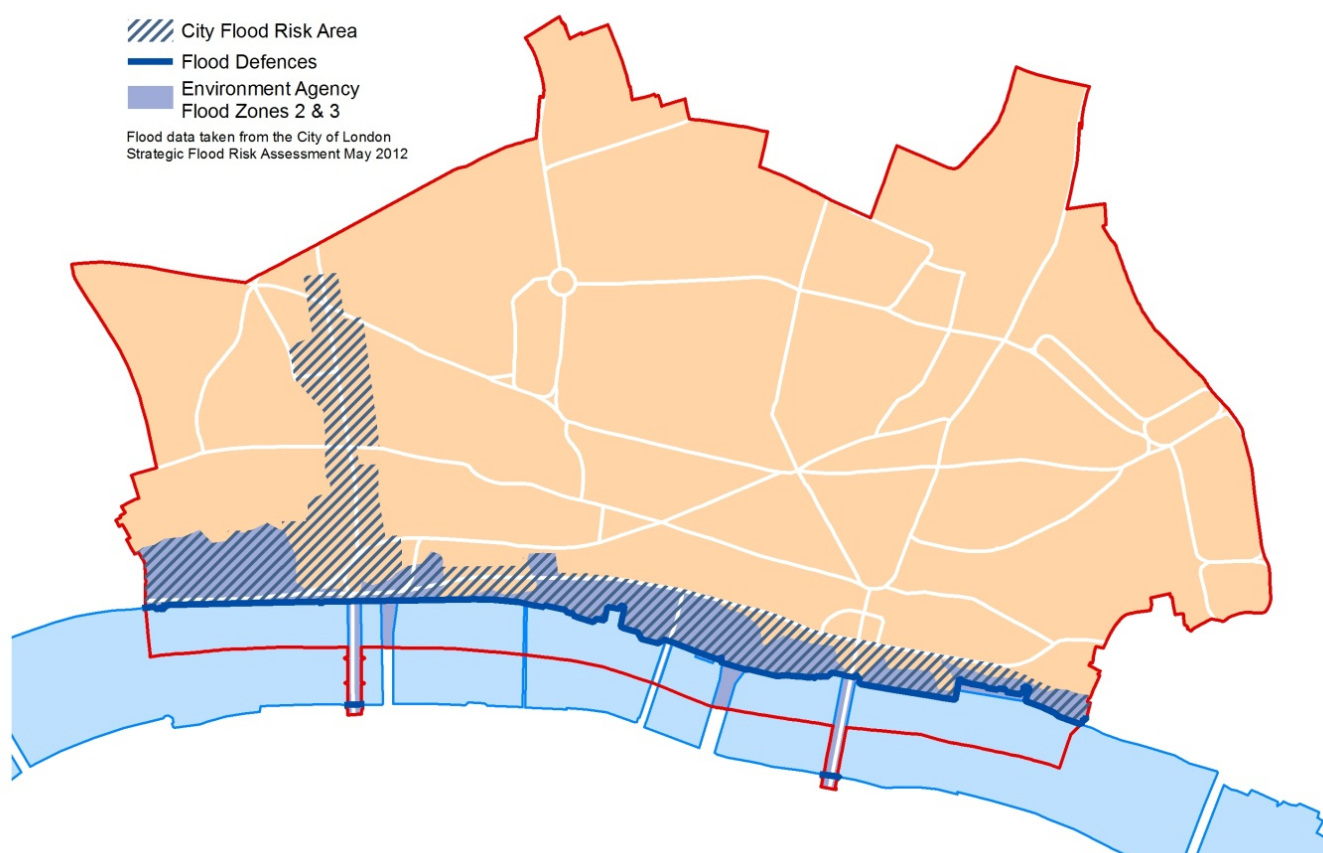 City Flood Risk Area
Flood Defences
Environment Agency
Flood Zones 2 & 3
Flood data taken from the City of London
Strategic Flood Risk Assessment May 2012